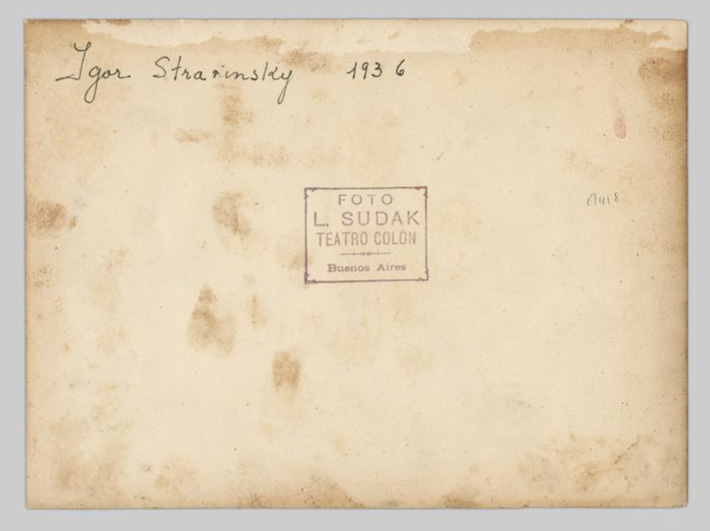 Igor Stravinsky 1936
FOTO
L. SUDAK
TEATRO COLÓN
Buenos Aires